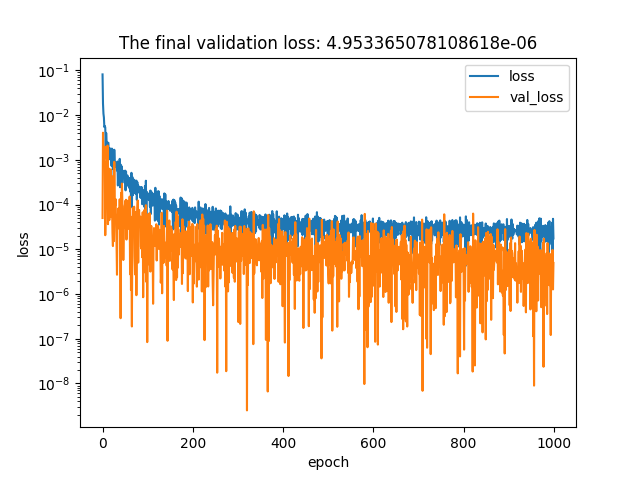 The final validation loss: 4.953365078108618e-06
loss
val_loss
10⁻¹
10⁻²
10⁻³
10⁻⁴
10⁻⁵
10⁻⁶
10⁻⁷
10⁻⁸
loss
0 200 400 600 800 1000
epoch